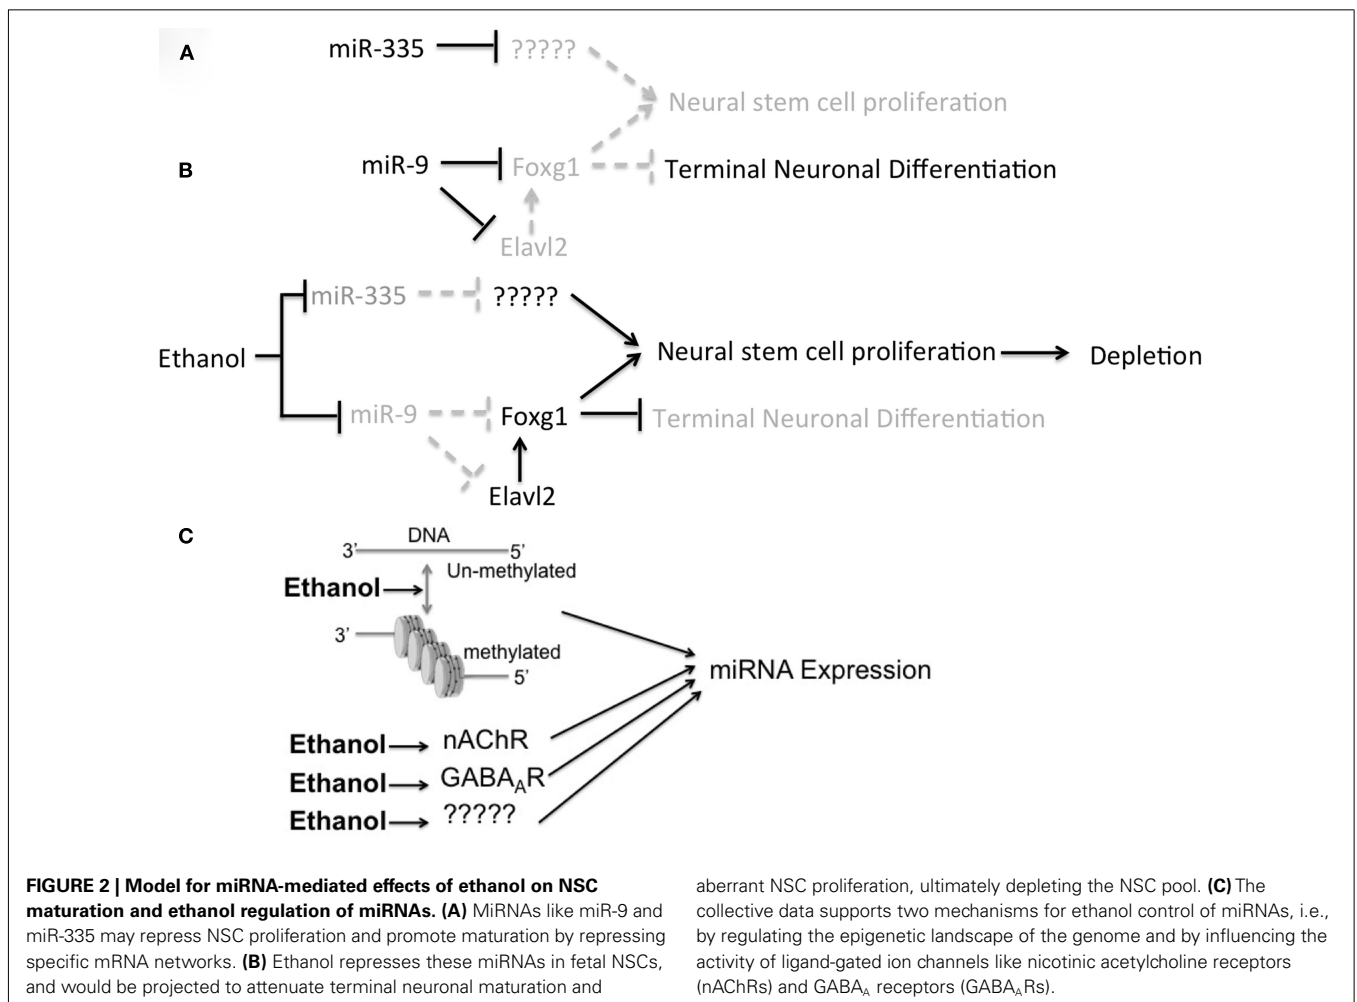 A
miR-335 ?????
Neural stem cell proliferation
B
miR-9 Foxg1 Terminal Neuronal Differentiation
Elavl2
miR-335 ?????
Ethanol
Neural stem cell proliferation Depletion
miR-9 Foxg1 Terminal Neuronal Differentiation
Elavl2
C
DNA
3’ 5’
Un-methylated
Ethanol
3’
methylated
5’
miRNA Expression
Ethanol nAChR
Ethanol GABAAR
Ethanol ?????
FIGURE 2 | Model for miRNA-mediated effects of ethanol on NSC
maturation and ethanol regulation of miRNAs. (A) MiRNAs like miR-9 and
miR-335 may repress NSC proliferation and promote maturation by repressing
specific mRNA networks. (B) Ethanol represses these miRNAs in fetal NSCs,
and would be projected to attenuate terminal neuronal maturation and
aberrant NSC proliferation, ultimately depleting the NSC pool. (C) The
collective data supports two mechanisms for ethanol control of miRNAs, i.e.,
by regulating the epigenetic landscape of the genome and by influencing the
activity of ligand-gated ion channels like nicotinic acetylcholine receptors
(nAChRs) and GABAA receptors (GABAARs).